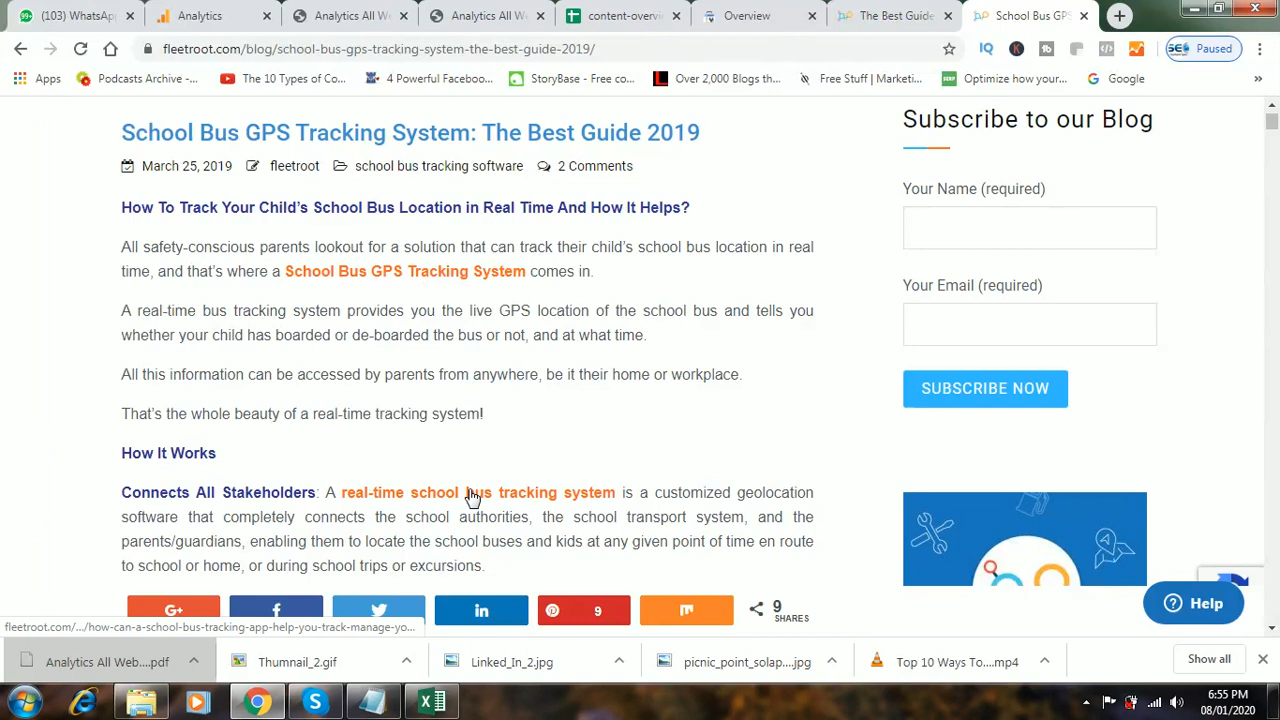 (103) WhatsApp
Analytics
Analytics All W
Analytics All W
content-overvi
Overview
The Best Guide
School Bus GPS
fleetroot.com/blog/school-bus-gps-tracking-system-the-best-guide-2019/
Paused
Apps
Podcasts Archive -...
The 10 Types of Co...
4 Powerful Faceboo...
StoryBase - Free co...
Over 2,000 Blogs th...
Free Stuff | Marketi...
Optimize how your...
Google
»
School Bus GPS Tracking System: The Best Guide 2019
March 25, 2019 fleetroot school bus tracking software 2 Comments
How To Track Your Child's School Bus Location in Real Time And How It Helps?
All safety-conscious parents lookout for a solution that can track their child's school bus location in real
time, and that's where a School Bus GPS Tracking System comes in.
A real-time bus tracking system provides you the live GPS location of the school bus and tells you
whether your child has boarded or de-boarded the bus or not, and at what time.
All this information can be accessed by parents from anywhere, be it their home or workplace.
That's the whole beauty of a real-time tracking system!
How It Works
Connects All Stakeholders: A real-time school bus tracking system is a customized geolocation
software that completely connects the school authorities, the school transport system, and the
parents/guardians, enabling them to locate the school buses and kids at any given point of time en route
to school or home, or during school trips or excursions.
9
9
SHARES
Subscribe to our Blog
Your Name (required)
Your Email (required)
SUBSCRIBE NOW
Help
fleetroot.com/.../how-can-a-school-bus-tracking-app-help-you-track-manage-yo...
Analytics All Web....pdf
Thumnail_2.gif
Linked_In_2.jpg
picnic_point_solap....jpg
Top 10 Ways To....mp4
Show all
6:55 PM
08/01/2020